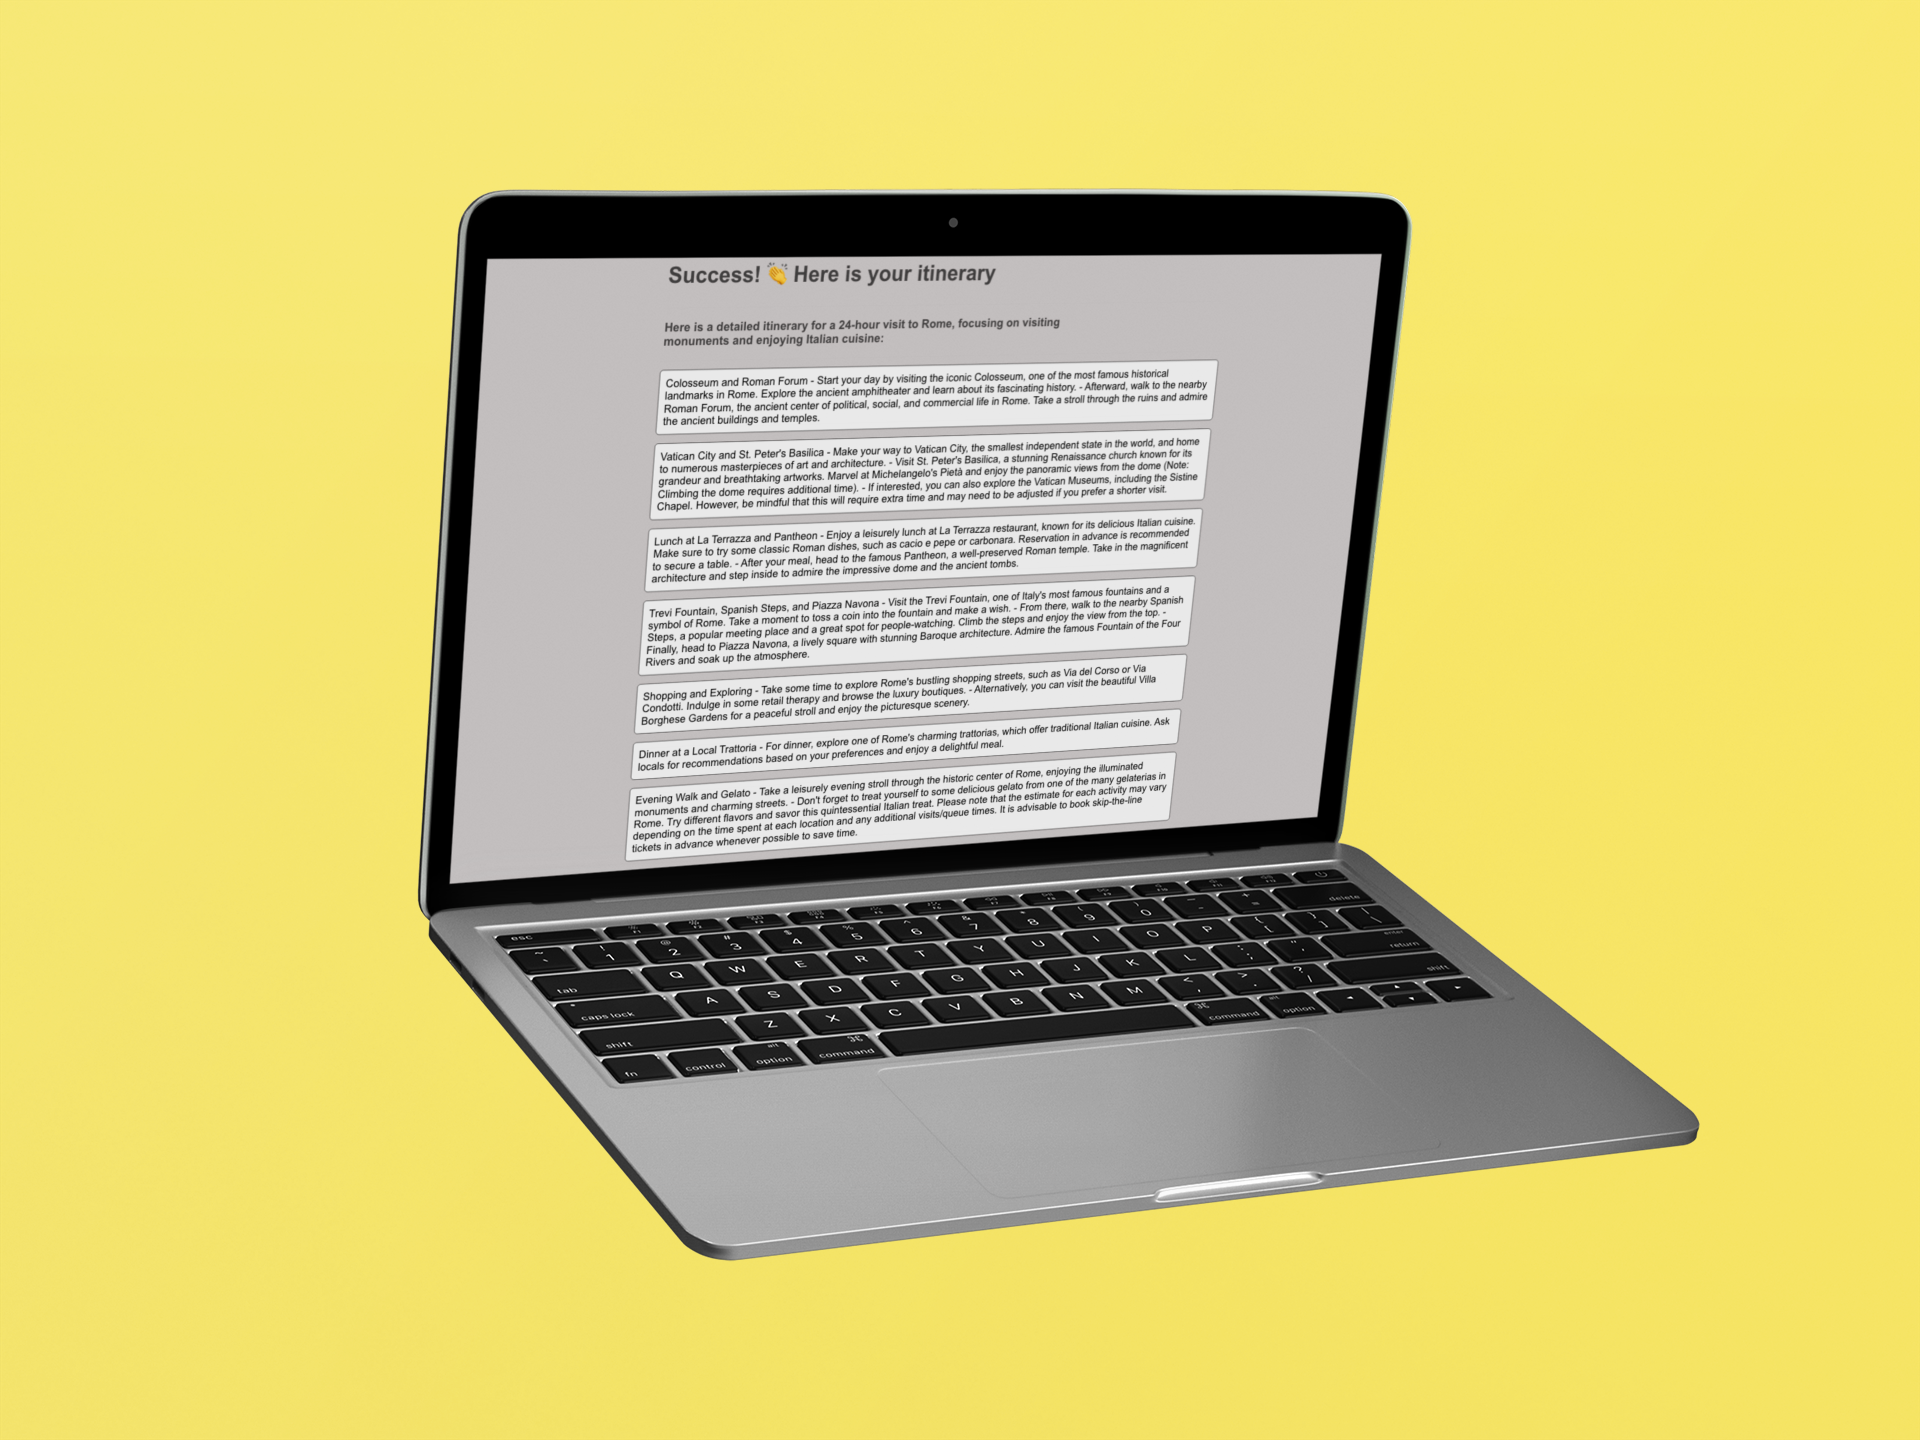 Success! 👏 Here is your itinerary
Here is a detailed itinerary for a 24-hour visit to Rome, focusing on visiting
monuments and enjoying Italian cuisine:
Colosseum and Roman Forum - Start your day by visiting the iconic Colosseum, one of the most famous historical
landmarks in Rome. Explore the ancient amphitheater and learn about its fascinating history. - Afterward, walk to the nearby
Roman Forum, the ancient center of political, social, and commercial life in Rome. Take a stroll through the ruins and admire
the ancient buildings and temples.
Vatican City and St. Peter's Basilica - Make your way to Vatican City, the smallest independent state in the world, and home
to numerous masterpieces of art and architecture. - Visit St. Peter's Basilica, a stunning Renaissance church known for its
grandeur and breathtaking artworks. Marvel at Michelangelo's Pietà and enjoy the panoramic views from the dome (Note:
Climbing the dome requires additional time). - If interested, you can also explore the Vatican Museums, including the Sistine
Chapel. However, be mindful that this will require extra time and may need to be adjusted if you prefer a shorter visit.
Lunch at La Terrazza and Pantheon - Enjoy a leisurely lunch at La Terrazza restaurant, known for its delicious Italian cuisine.
Make sure to try some classic Roman dishes, such as cacio e pepe or carbonara. Reservation in advance is recommended
to secure a table. - After your meal, head to the famous Pantheon, a well-preserved Roman temple. Take in the magnificent
architecture and step inside to admire the impressive dome and the ancient tombs.
Trevi Fountain, Spanish Steps, and Piazza Navona - Visit the Trevi Fountain, one of Italy's most famous fountains and a
symbol of Rome. Take a moment to toss a coin into the fountain and make a wish. - From there, walk to the nearby Spanish
Steps, a popular meeting place and a great spot for people-watching. Climb the steps and enjoy the view from the top. -
Finally, head to Piazza Navona, a lively square with stunning Baroque architecture. Admire the famous Fountain of the Four
Rivers and soak up the atmosphere.
Shopping and Exploring - Take some time to explore Rome's bustling shopping streets, such as Via del Corso or Via
Condotti. Indulge in some retail therapy and browse the luxury boutiques. - Alternatively, you can visit the beautiful Villa
Borghese Gardens for a peaceful stroll and enjoy the picturesque scenery.
Dinner at a Local Trattoria - For dinner, explore one of Rome's charming trattorias, which offer traditional Italian cuisine. Ask
locals for recommendations based on your preferences and enjoy a delightful meal.
Evening Walk and Gelato - Take a leisurely evening stroll through the historic center of Rome, enjoying the illuminated
monuments and charming streets. - Don't forget to treat yourself to some delicious gelato from one of the many gelaterias in
Rome. Try different flavors and savor this quintessential Italian treat. Please note that the estimate for each activity may vary
depending on the time spent at each location and any additional visits/queue times. It is advisable to book skip-the-line
tickets in advance whenever possible to save time.
esc
~ ` ! 1 @ 2 # 3 $ 4 % 5 ^ 6 & 7 * 8 ( 9 ) 0 - + = delete
tab Q W E R T Y U I O P { [ } ] | \
caps lock A S D F G H J K L : ; " ' enter return
shift Z X C V B N M < , > . ? / shift
fn control alt option ⌘ command ⌘ command alt option